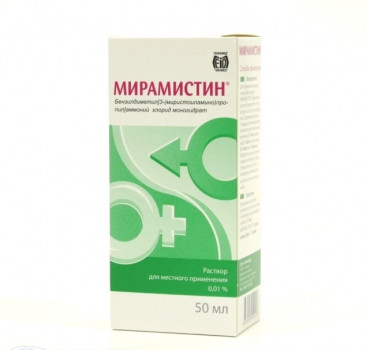 МИРАМИСТИН®
Бензилдиметил[3-(миристоиламино)про-
пил]аммоний хлорид моногидрат
Раствор
для местного применения
0,01 %
50 мл